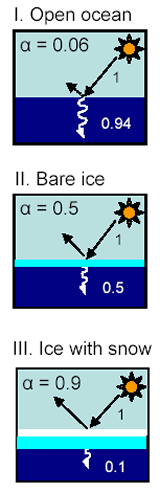 I. Open ocean
α = 0.06
1
0.94
II. Bare ice
α = 0.5
1
0.5
III. Ice with snow
α = 0.9
1
0.1